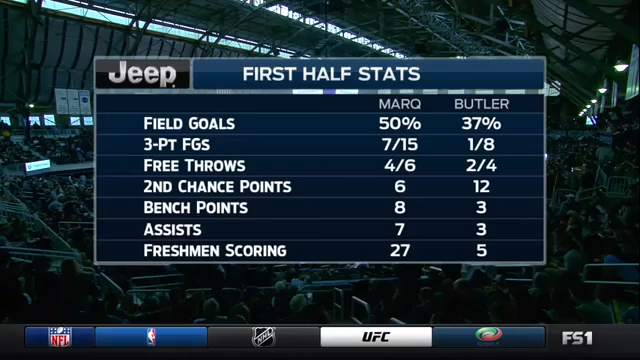 Jeep FIRST HALF STATS
MARQ BUTLER
FIELD GOALS 50% 37%
3-PT FGS 7/15 1/8
FREE THROWS 4/6 2/4
2ND CHANCE POINTS 6 12
BENCH POINTS 8 3
ASSISTS 7 3
FRESHMEN SCORING 27 5
NFL NBA NHL UFC FS1